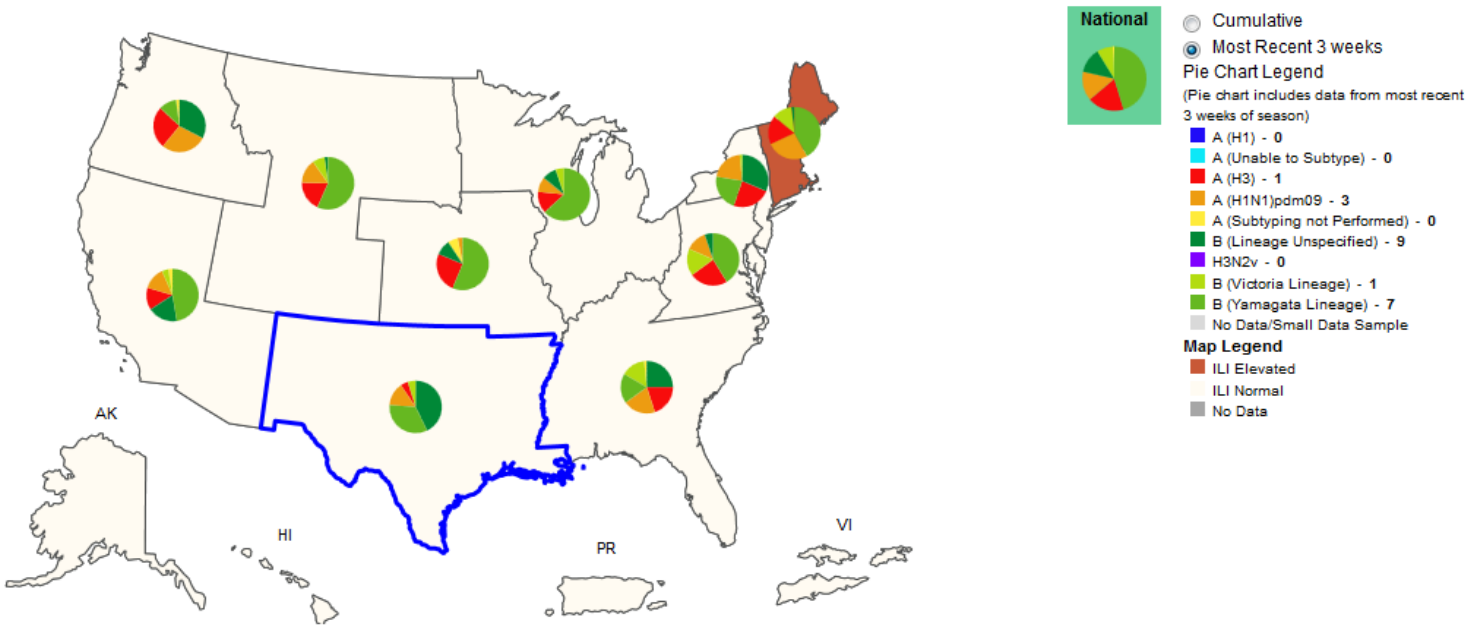 National
Cumulative
Most Recent 3 weeks
Pie Chart Legend
(Pie chart includes data from most recent
3 weeks of season)
A (H1) - 0
A (Unable to Subtype) - 0
A (H3) - 1
A (H1N1)pdm09 - 3
A (Subtyping not Performed) - 0
B (Lineage Unspecified) - 9
H3N2v - 0
B (Victoria Lineage) - 1
B (Yamagata Lineage) - 7
No Data/Small Data Sample
Map Legend
ILI Elevated
ILI Normal
No Data
AK
HI
PR
VI